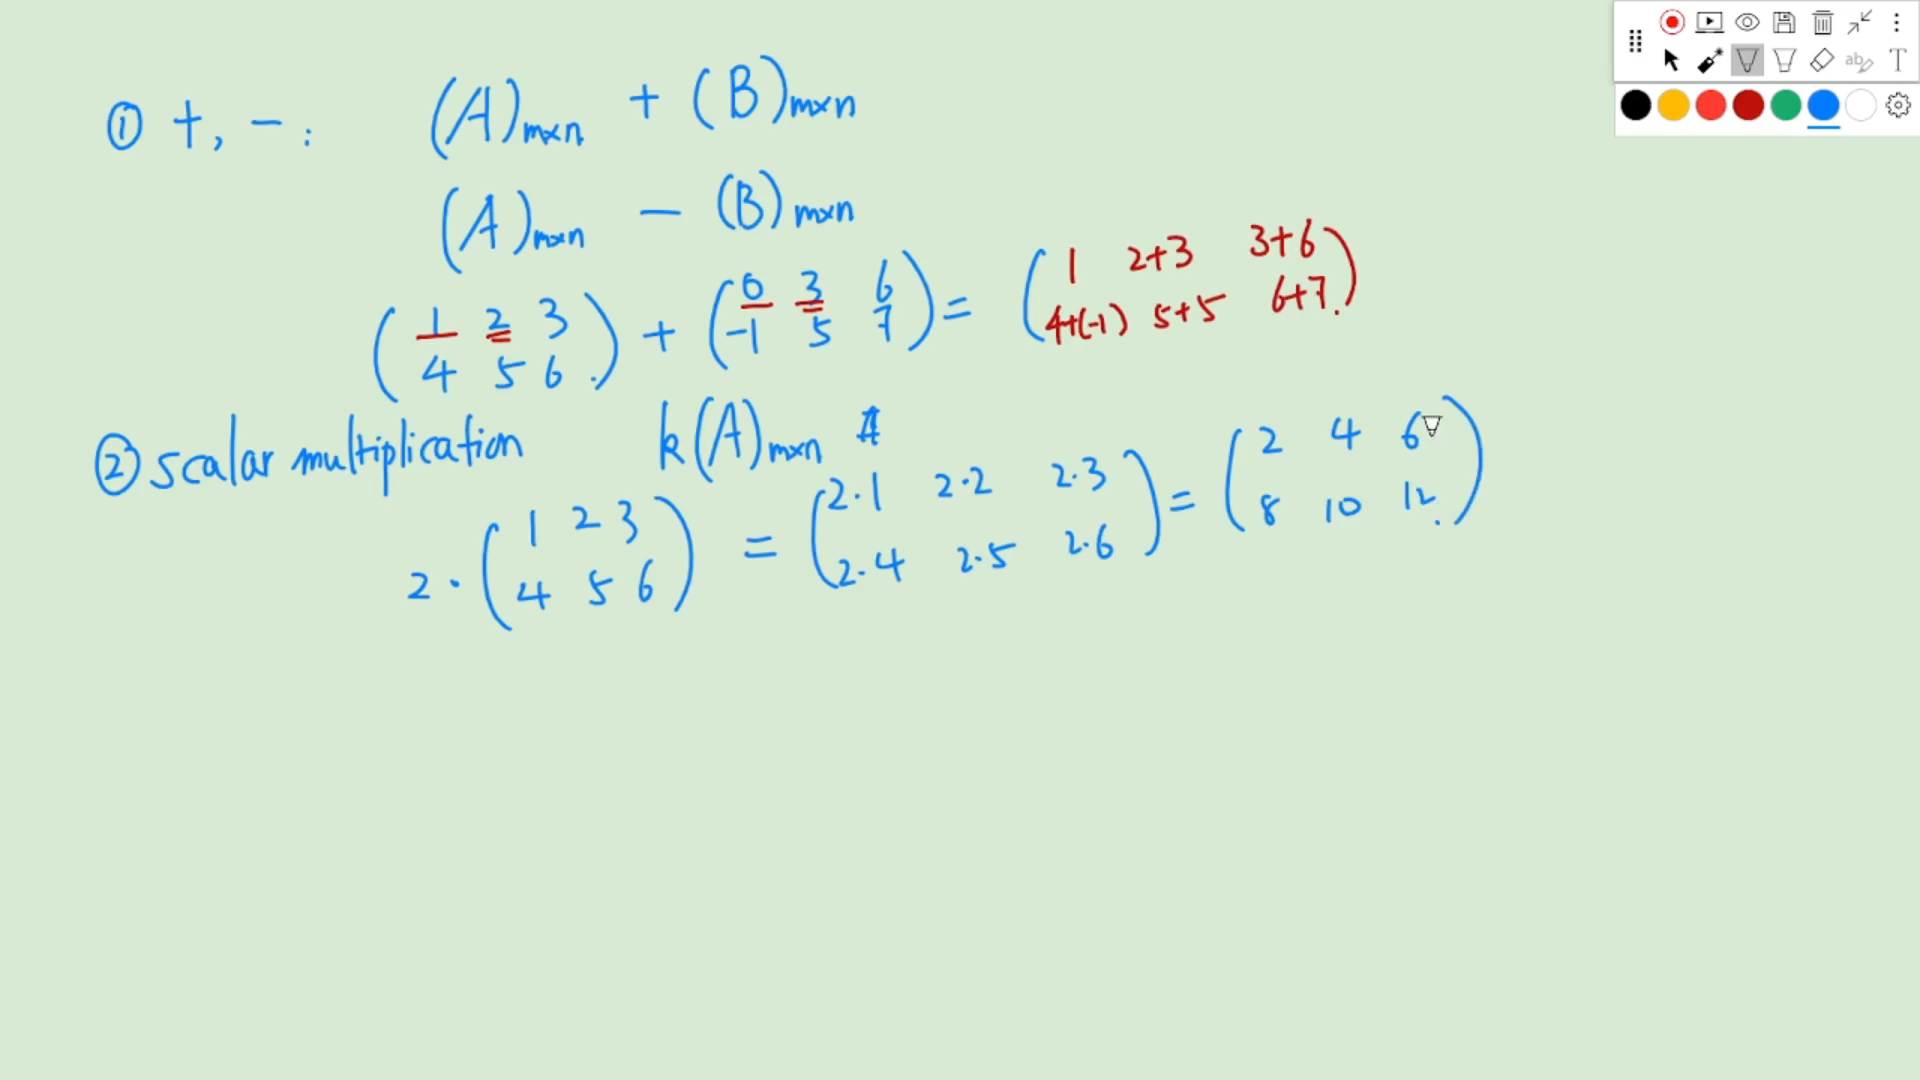 ① +, - : (A)m×n + (B)m×n
(A)m×n - (B)m×n
(1 2 3
4 5 6) + (0 3 6
-1 5 7) = (1 2+3 3+6
4+(-1) 5+5 6+7)
② scalar multiplication k(A)m×n
2 · (1 2 3
4 5 6) = (2·1 2·2 2·3
2·4 2·5 2·6) = (2 4 6
8 10 12)
ab
T